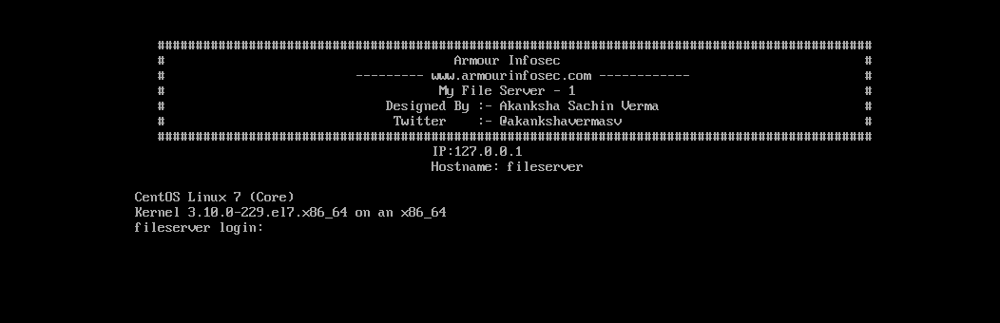 ##############################################################################################
# Armour Infosec #
# --------- www.armourinfosec.com ------------ #
# My File Server - 1 #
# Designed By :- Akanksha Sachin Verma #
# Twitter :- @akankshavermasv #
##############################################################################################
IP:127.0.0.1
Hostname: fileserver
CentOS Linux 7 (Core)
Kernel 3.10.0-229.el7.x86_64 on an x86_64
fileserver login: